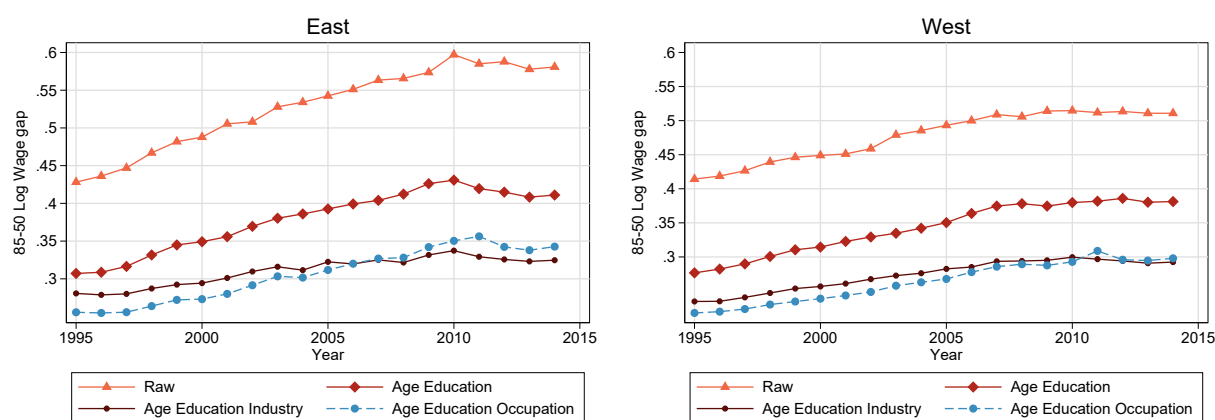 East
85-50 Log Wage gap
.6
.55
.5
.45
.4
.35
.3
1995 2000 2005 2010 2015
Year
Raw Age Education
Age Education Industry Age Education Occupation
West
85-50 Log Wage gap
.6
.55
.5
.45
.4
.35
.3
1995 2000 2005 2010 2015
Year
Raw Age Education
Age Education Industry Age Education Occupation